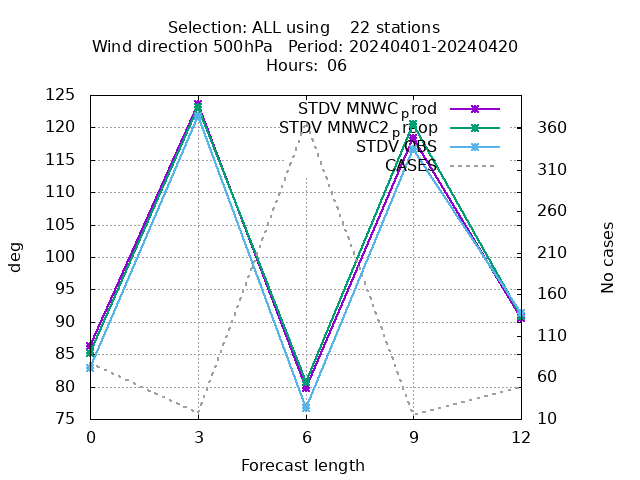 Selection: ALL using 22 stations
Wind direction 500hPa Period: 20240401-20240420
Hours: 06
125
120
115
110
105
100
95
90
85
80
75
deg
360
310
260
210
160
110
60
10
No cases
STDV MNWCprod
STDV MNWC2preop
STDV OBS
CASES
0 3 6 9 12
Forecast length